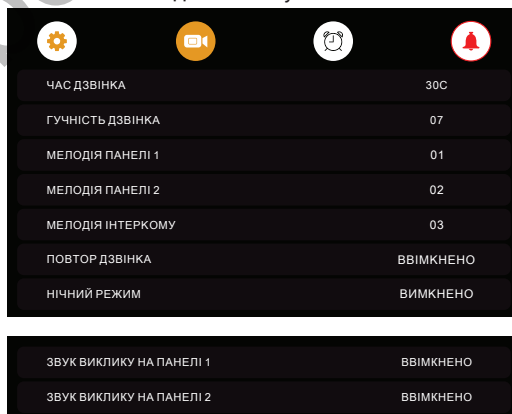 ЧАС ДЗВІНКА 30С
ГУЧНІСТЬ ДЗВІНКА 07
МЕЛОДІЯ ПАНЕЛІ 1 01
МЕЛОДІЯ ПАНЕЛІ 2 02
МЕЛОДІЯ ІНТЕРКОМУ 03
ПОВТОР ДЗВІНКА ВВІМКНЕНО
НІЧНИЙ РЕЖИМ ВИМКНЕНО
ЗВУК ВИКЛИКУ НА ПАНЕЛІ 1 ВВІМКНЕНО
ЗВУК ВИКЛИКУ НА ПАНЕЛІ 2 ВВІМКНЕНО